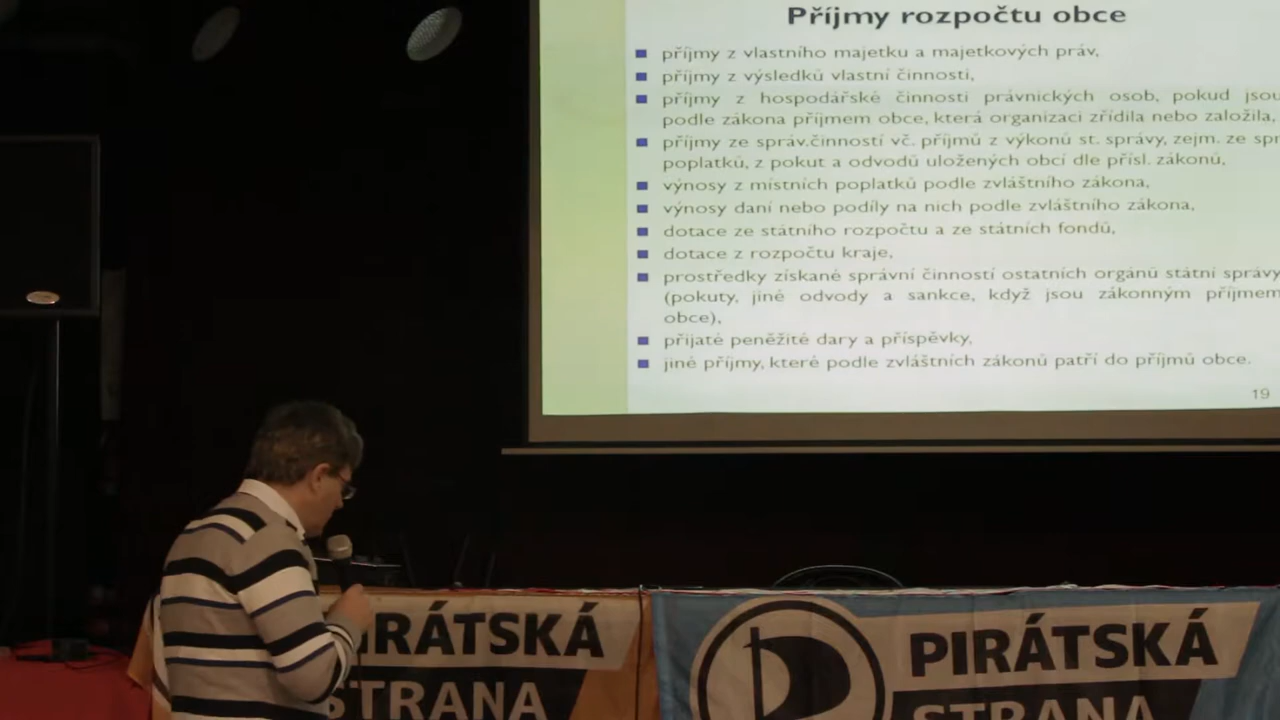 Příjmy rozpočtu obce
příjmy z vlastního majetku a majetkových práv,
příjmy z výsledků vlastní činnosti,
příjmy z hospodářské činnosti právnických osob, pokud jsou
podle zákona příjmem obce, která organizaci zřídila nebo založila,
příjmy ze správ.činností vč. příjmů z výkonů st. správy, zejm. ze spr
poplatků, z pokut a odvodů uložených obcí dle přísl. zákonů,
výnosy z místních poplatků podle zvláštního zákona,
výnosy daní nebo podíly na nich podle zvláštního zákona,
dotace ze státního rozpočtu a ze státních fondů,
dotace z rozpočtu kraje,
prostředky získané správní činností ostatních orgánů státní správy
(pokuty, jiné odvody a sankce, když jsou zákonným příjmem
obce),
přijaté peněžité dary a příspěvky,
jiné příjmy, které podle zvláštních zákonů patří do příjmů obce.
19
PIRÁTSKÁ
STRANA
PIRÁTSKÁ
STRANA